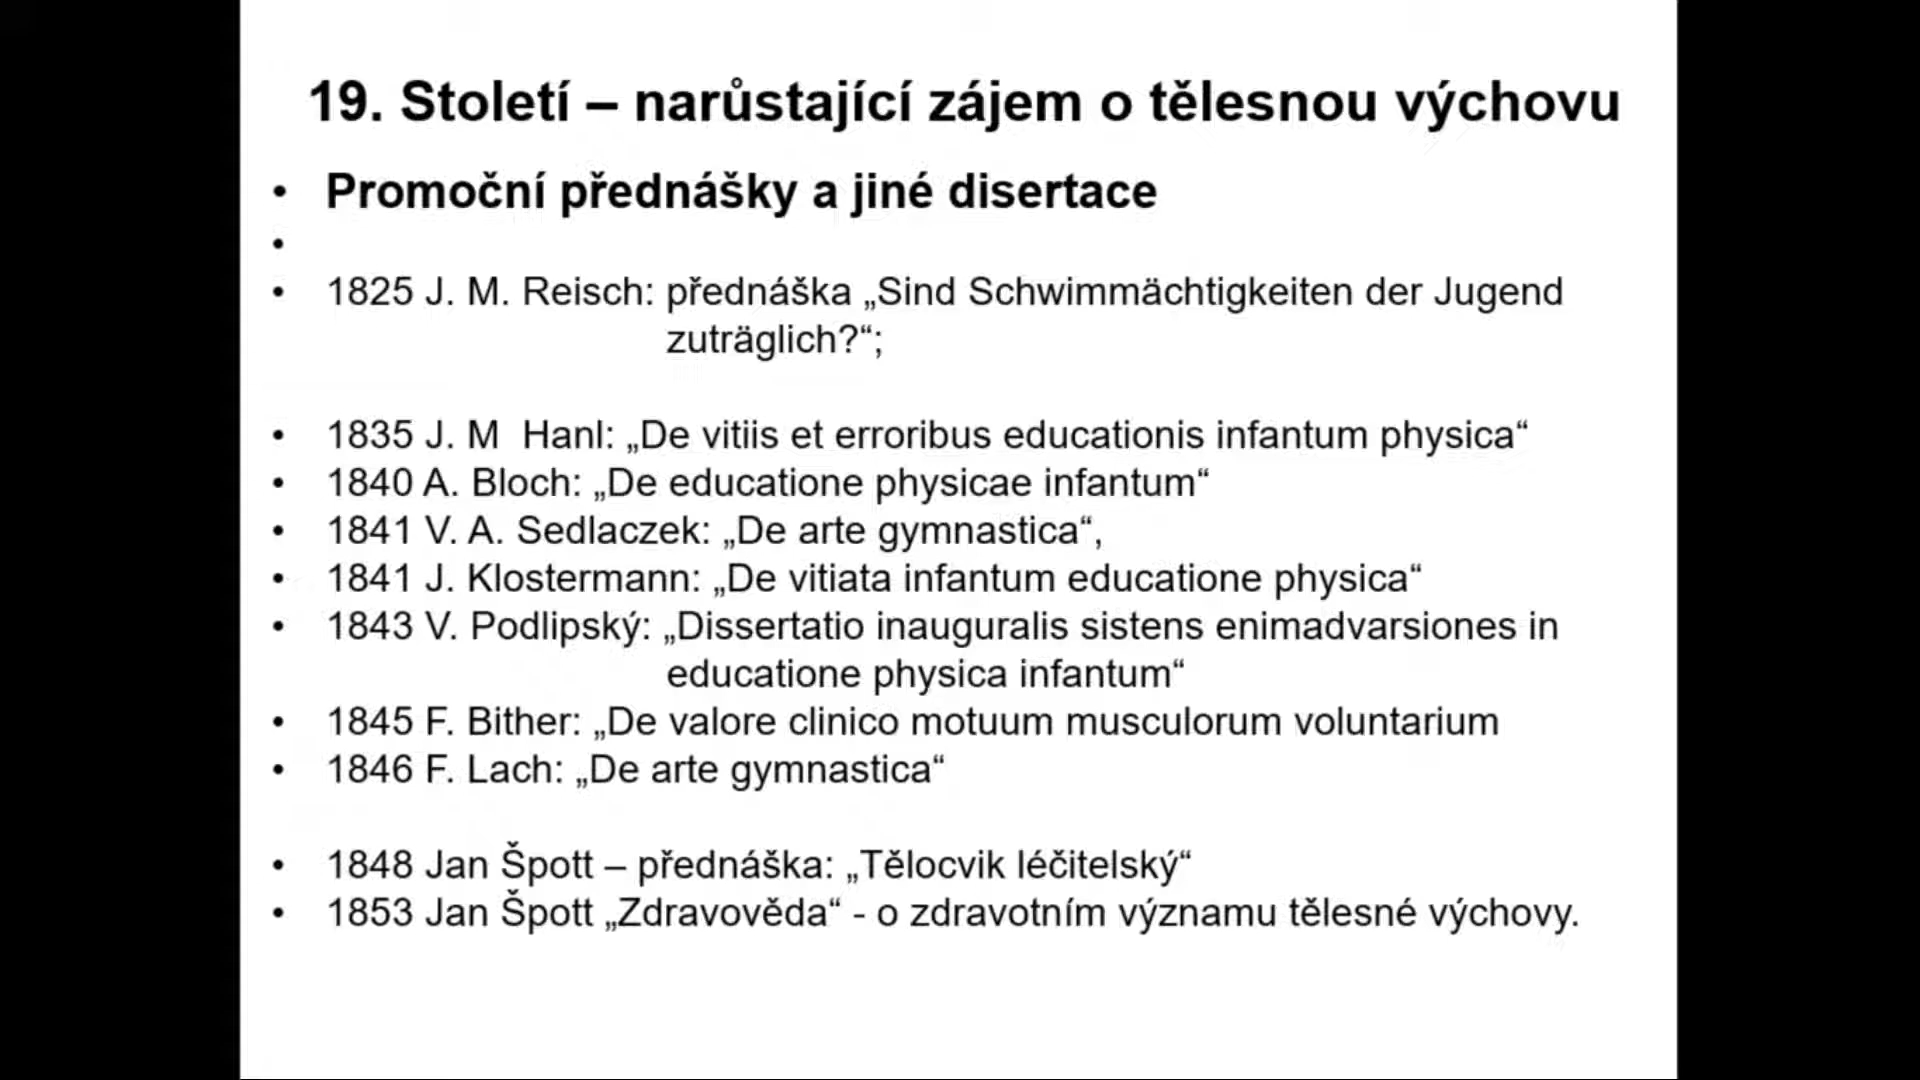 19. Století – narůstající zájem o tělesnou výchovu
• Promoční přednášky a jiné disertace
•
• 1825 J. M. Reisch: přednáška „Sind Schwimmächtigkeiten der Jugend
zuträglich?“;
• 1835 J. M  Hanl: „De vitiis et erroribus educationis infantum physica“
• 1840 A. Bloch: „De educatione physicae infantum“
• 1841 V. A. Sedlaczek: „De arte gymnastica“,
• 1841 J. Klostermann: „De vitiata infantum educatione physica“
• 1843 V. Podlipský: „Dissertatio inauguralis sistens enimadvarsiones in
educatione physica infantum“
• 1845 F. Bither: „De valore clinico motuum musculorum voluntarium
• 1846 F. Lach: „De arte gymnastica“
• 1848 Jan Špott – přednáška: „Tělocvik léčitelský“
• 1853 Jan Špott „Zdravověda“ - o zdravotním významu tělesné výchovy.